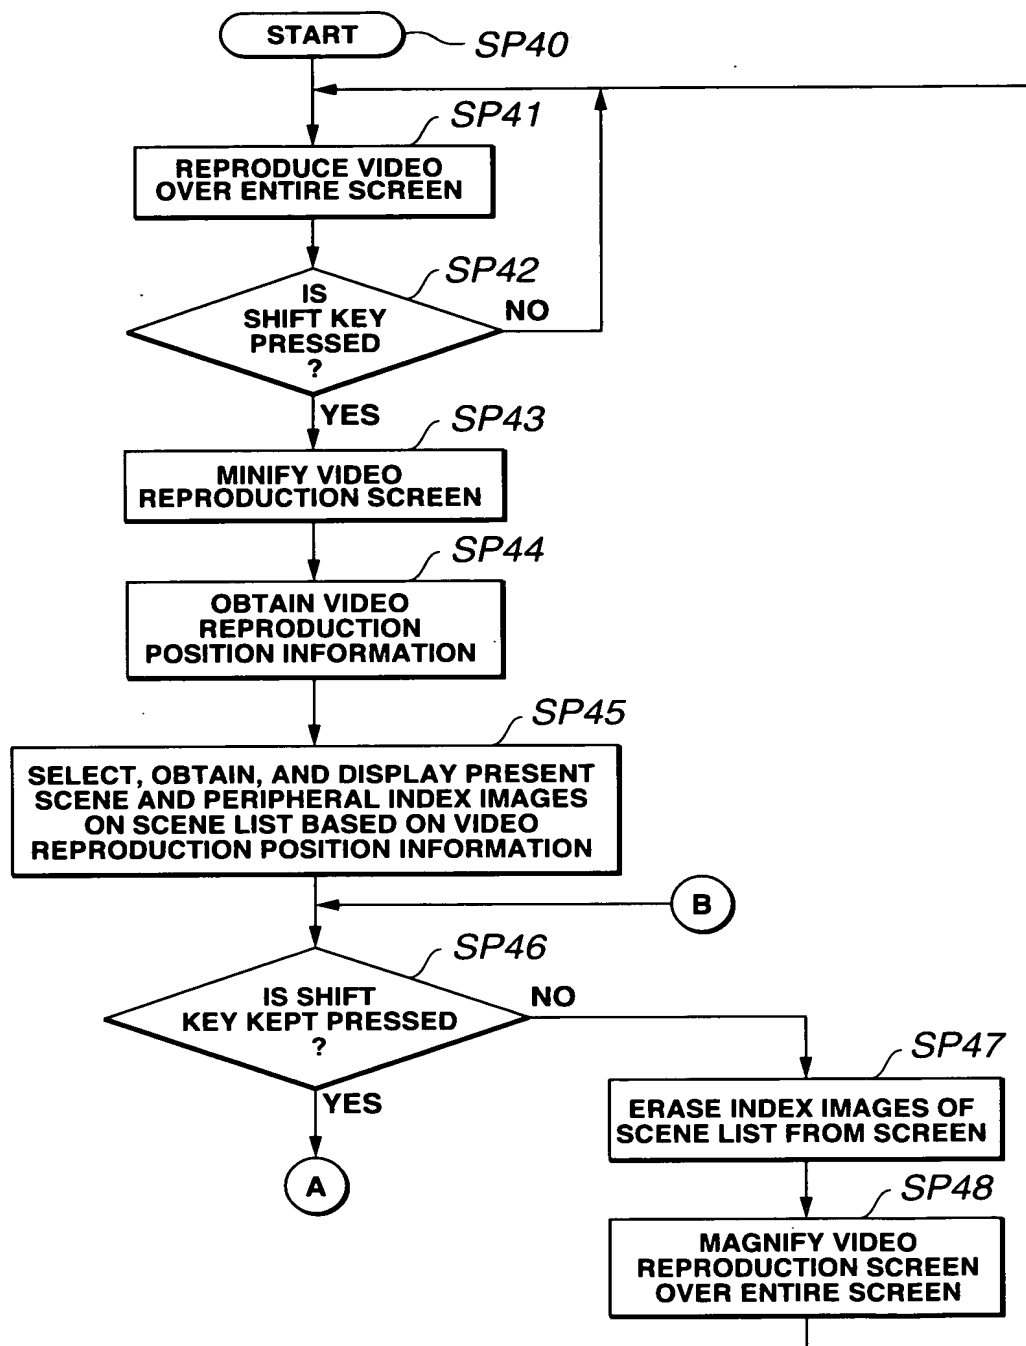 START
SP40
SP41
REPRODUCE VIDEO
OVER ENTIRE SCREEN
SP42
IS
SHIFT KEY
PRESSED
?
NO
YES
SP43
MINIFY VIDEO
REPRODUCTION SCREEN
SP44
OBTAIN VIDEO
REPRODUCTION
POSITION INFORMATION
SP45
SELECT, OBTAIN, AND DISPLAY PRESENT
SCENE AND PERIPHERAL INDEX IMAGES
ON SCENE LIST BASED ON VIDEO
REPRODUCTION POSITION INFORMATION
B
SP46
IS SHIFT
KEY KEPT PRESSED
?
NO
YES
A
SP47
ERASE INDEX IMAGES OF
SCENE LIST FROM SCREEN
SP48
MAGNIFY VIDEO
REPRODUCTION SCREEN
OVER ENTIRE SCREEN